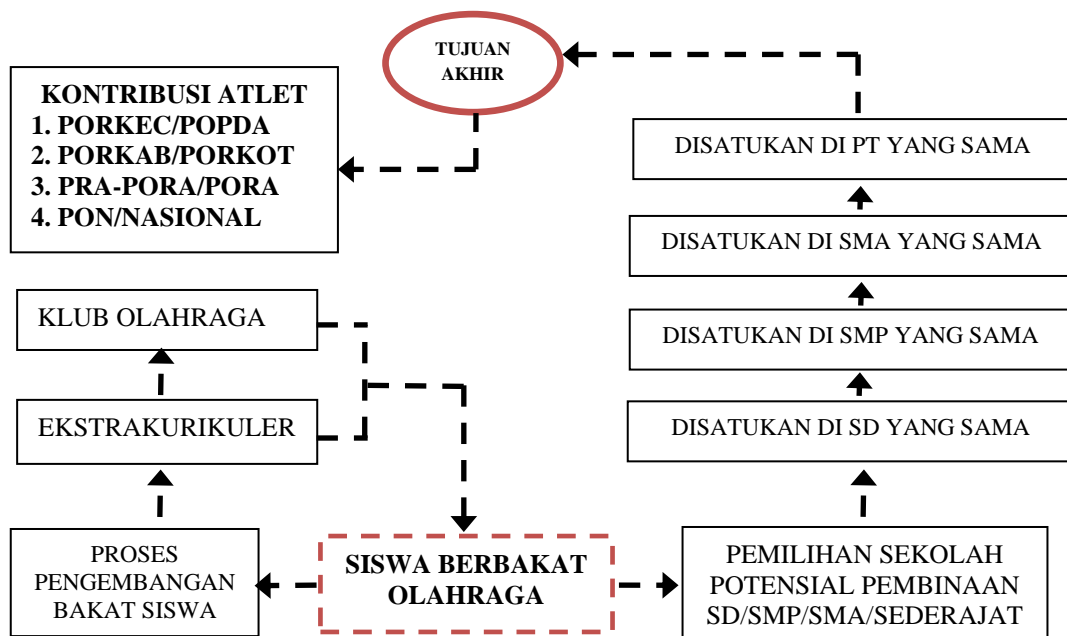 TUJUAN
AKHIR
KONTRIBUSI ATLET
1. PORKEC/POPDA
2. PORKAB/PORKOT
3. PRA-PORA/PORA
4. PON/NASIONAL
DISATUKAN DI PT YANG SAMA
DISATUKAN DI SMA YANG SAMA
DISATUKAN DI SMP YANG SAMA
DISATUKAN DI SD YANG SAMA
KLUB OLAHRAGA
EKSTRAKURIKULER
PROSES
PENGEMBANGAN
BAKAT SISWA
SISWA BERBAKAT
OLAHRAGA
PEMILIHAN SEKOLAH
POTENSIAL PEMBINAAN
SD/SMP/SMA/SEDERAJAT